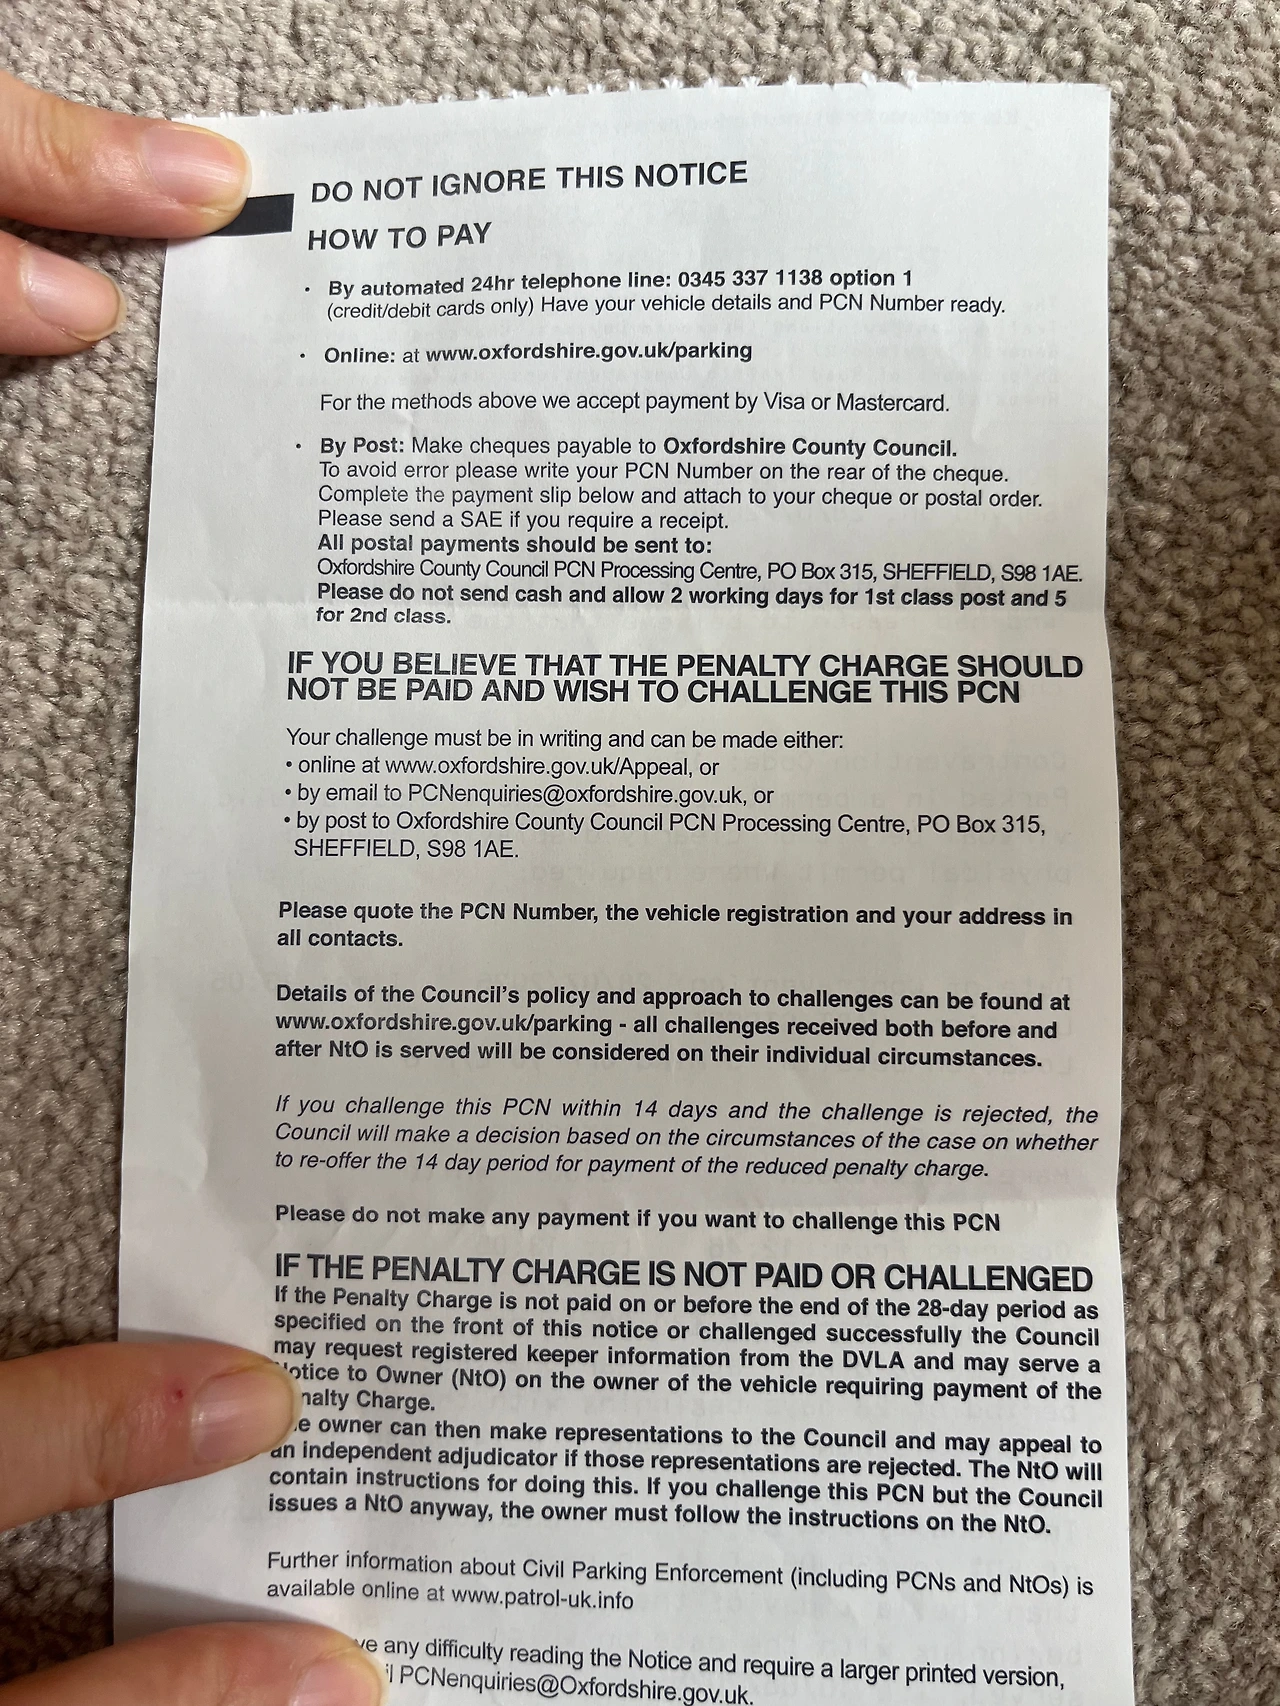 DO NOT IGNORE THIS NOTICE
HOW TO PAY
• By automated 24hr telephone line: 0345 337 1138 option 1
(credit/debit cards only) Have your vehicle details and PCN Number ready.
• Online: at www.oxfordshire.gov.uk/parking
For the methods above we accept payment by Visa or Mastercard.
• By Post: Make cheques payable to Oxfordshire County Council.
To avoid error please write your PCN Number on the rear of the cheque.
Complete the payment slip below and attach to your cheque or postal order.
Please send a SAE if you require a receipt.
All postal payments should be sent to:
Oxfordshire County Council PCN Processing Centre, PO Box 315, SHEFFIELD, S98 1AE.
Please do not send cash and allow 2 working days for 1st class post and 5
for 2nd class.
IF YOU BELIEVE THAT THE PENALTY CHARGE SHOULD
NOT BE PAID AND WISH TO CHALLENGE THIS PCN
Your challenge must be in writing and can be made either:
• online at www.oxfordshire.gov.uk/Appeal, or
• by email to PCNenquiries@oxfordshire.gov.uk, or
• by post to Oxfordshire County Council PCN Processing Centre, PO Box 315,
SHEFFIELD, S98 1AE.
Please quote the PCN Number, the vehicle registration and your address in
all contacts.
Details of the Council's policy and approach to challenges can be found at
www.oxfordshire.gov.uk/parking - all challenges received both before and
after NtO is served will be considered on their individual circumstances.
If you challenge this PCN within 14 days and the challenge is rejected, the
Council will make a decision based on the circumstances of the case on whether
to re-offer the 14 day period for payment of the reduced penalty charge.
Please do not make any payment if you want to challenge this PCN
IF THE PENALTY CHARGE IS NOT PAID OR CHALLENGED
If the Penalty Charge is not paid on or before the end of the 28-day period as
specified on the front of this notice or challenged successfully the Council
may request registered keeper information from the DVLA and may serve a
otice to Owner (NtO) on the owner of the vehicle requiring payment of the
nalty Charge.
e owner can then make representations to the Council and may appeal to
an independent adjudicator if those representations are rejected. The NtO will
contain instructions for doing this. If you challenge this PCN but the Council
issues a NtO anyway, the owner must follow the instructions on the NtO.
Further information about Civil Parking Enforcement (including PCNs and NtOs) is
available online at www.patrol-uk.info
ve any difficulty reading the Notice and require a larger printed version,
l PCNenquiries@Oxfordshire.gov.uk.